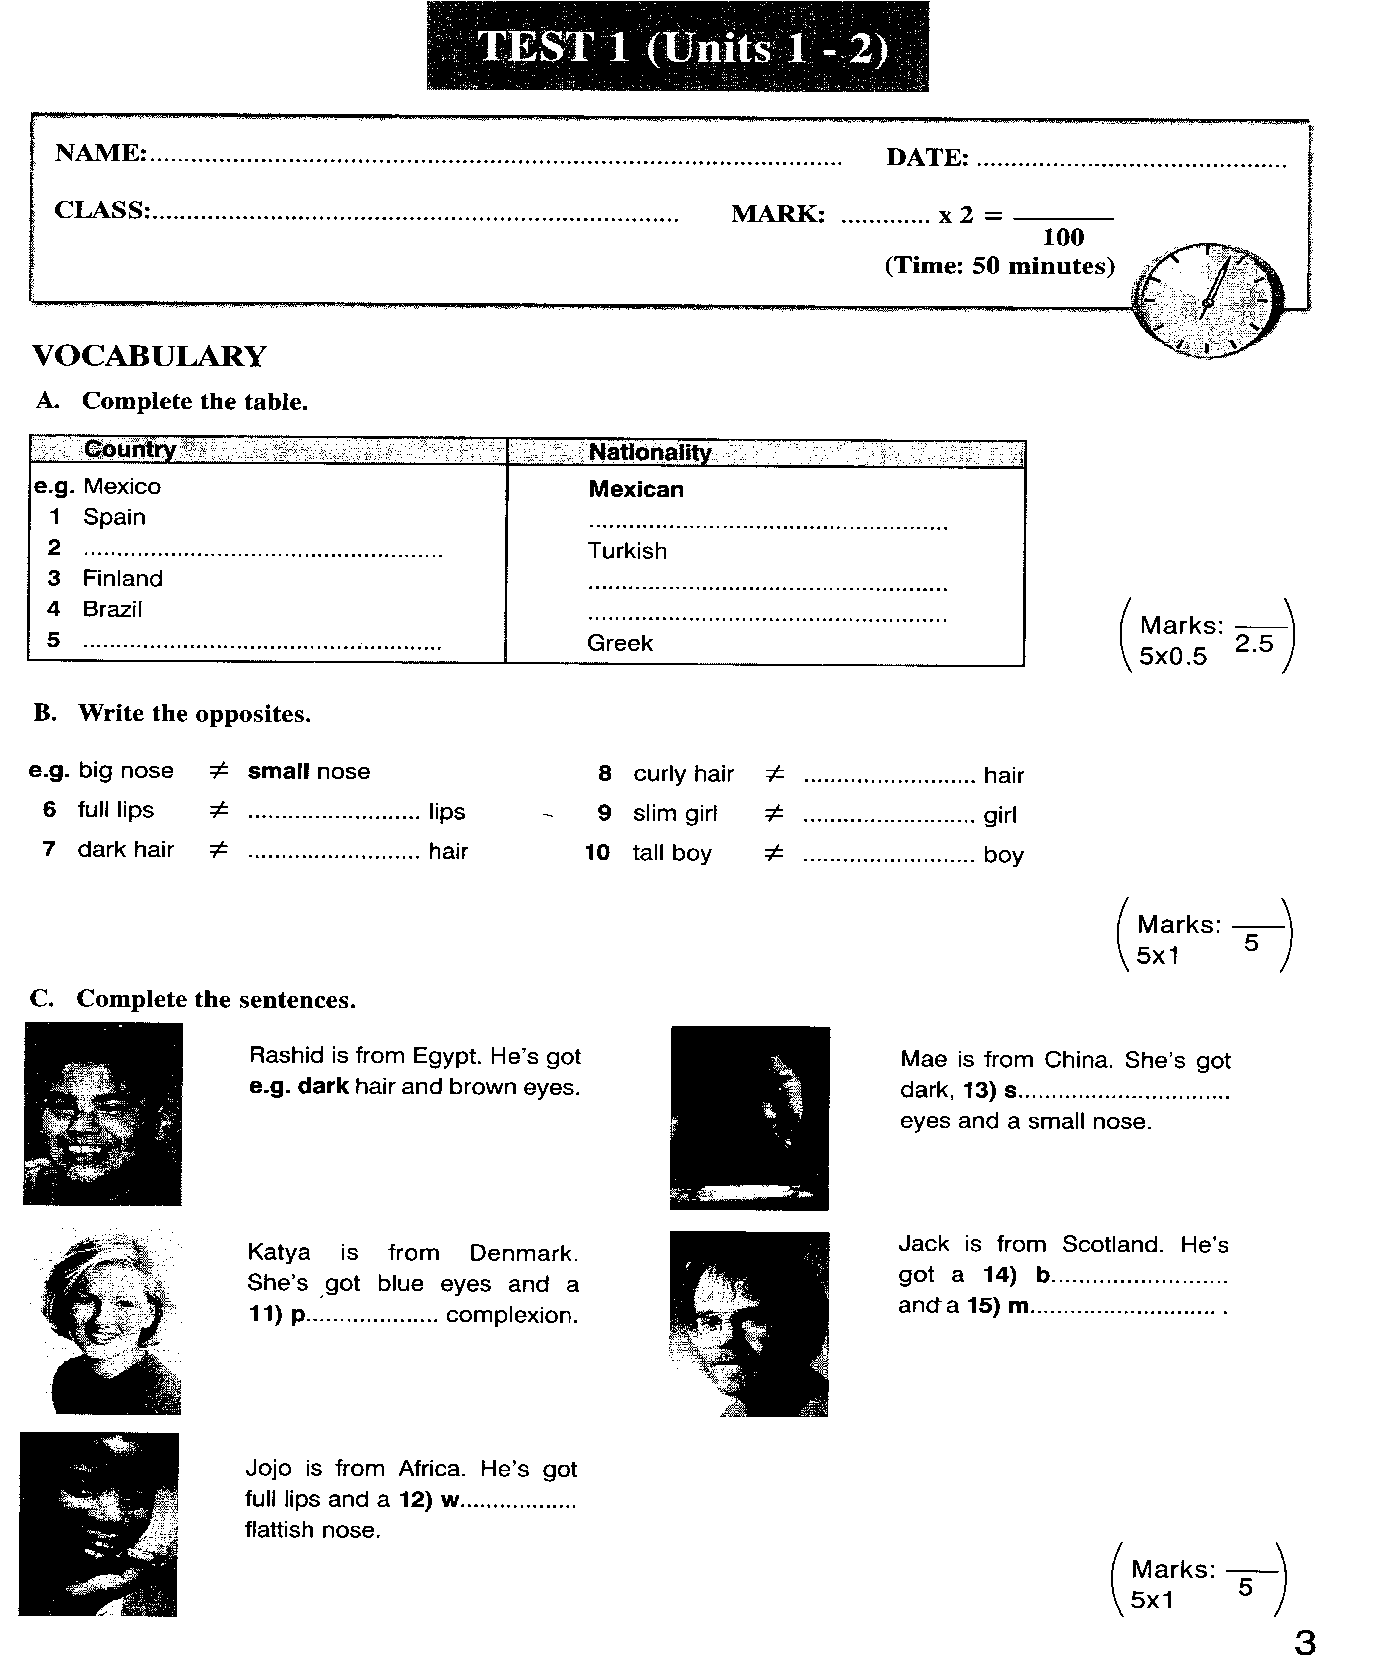 TEST 1 (Units 1 - 2)
NAME:.................................................................................... DATE: ......................................
CLASS:................................................................ MARK: ............. x 2 = ________
100
(Time: 50 minutes)
VOCABULARY
A. Complete the table.
Country Nationality
e.g. Mexico Mexican
1 Spain ......................................................
2 ...................................................... Turkish
3 Finland ......................................................
4 Brazil ......................................................
5 ...................................................... Greek
(Marks: ____
5x0.5 2.5)
B. Write the opposites.
e.g. big nose ≠ small nose
6 full lips ≠ .......................... lips
7 dark hair ≠ .......................... hair
8 curly hair ≠ .......................... hair
9 slim girl ≠ .......................... girl
10 tall boy ≠ .......................... boy
(Marks: ____
5x1 5)
C. Complete the sentences.
Rashid is from Egypt. He's got
e.g. dark hair and brown eyes.
Katya is from Denmark.
She's got blue eyes and a
11) p.................... complexion.
Jojo is from Africa. He's got
full lips and a 12) w..................
flattish nose.
Mae is from China. She's got
dark, 13) s................................
eyes and a small nose.
Jack is from Scotland. He's
got a 14) b..........................
and a 15) m........................... .
(Marks: ____
5x1 5)
3